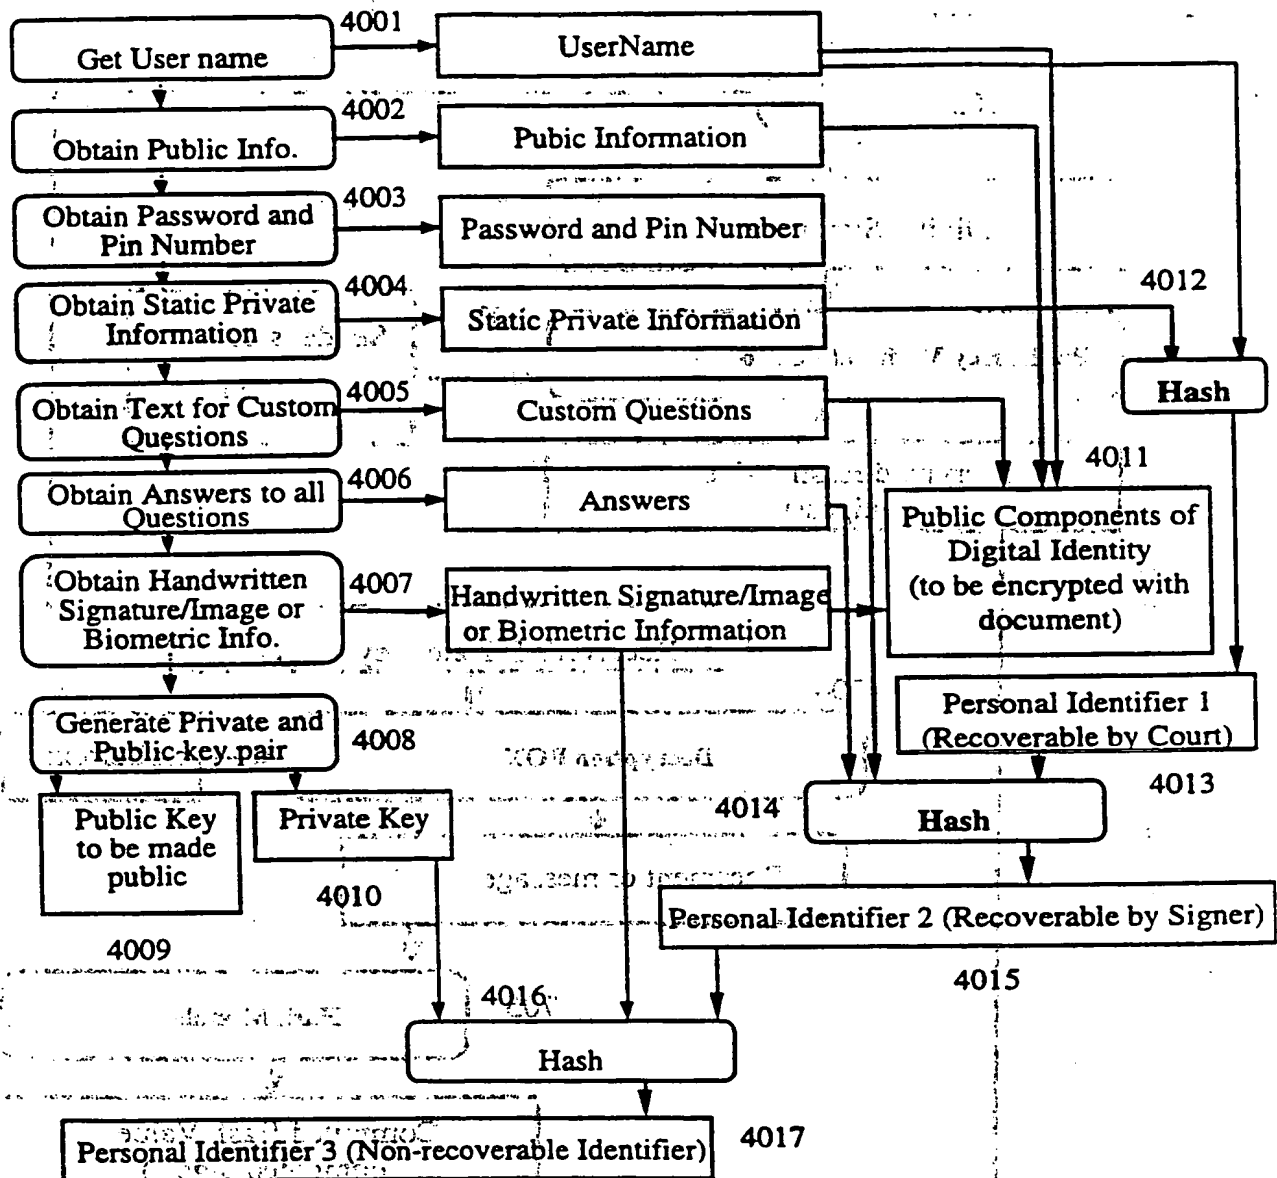 4001
Get User name
UserName
4002
Obtain Public Info.
Pubic Information
4003
Obtain Password and
Pin Number
Password and Pin Number
4004
Obtain Static Private
Information
Static Private Information
4012
Hash
4005
Obtain Text for Custom
Questions
Custom Questions
4006
Obtain Answers to all
Questions
Answers
4011
Public Components of
Digital Identity
(to be encrypted with
document)
4007
Obtain Handwritten
Signature/Image or
Biometric Info.
Handwritten Signature/Image
or Biometric Information
Personal Identifier 1
(Recoverable by Court)
4013
4008
Generate Private and
Public-key pair
Public Key
to be made
public
4009
Private Key
4010
4014
Hash
Personal Identifier 2 (Recoverable by Signer)
4015
4016
Hash
Personal Identifier 3 (Non-recoverable Identifier)
4017